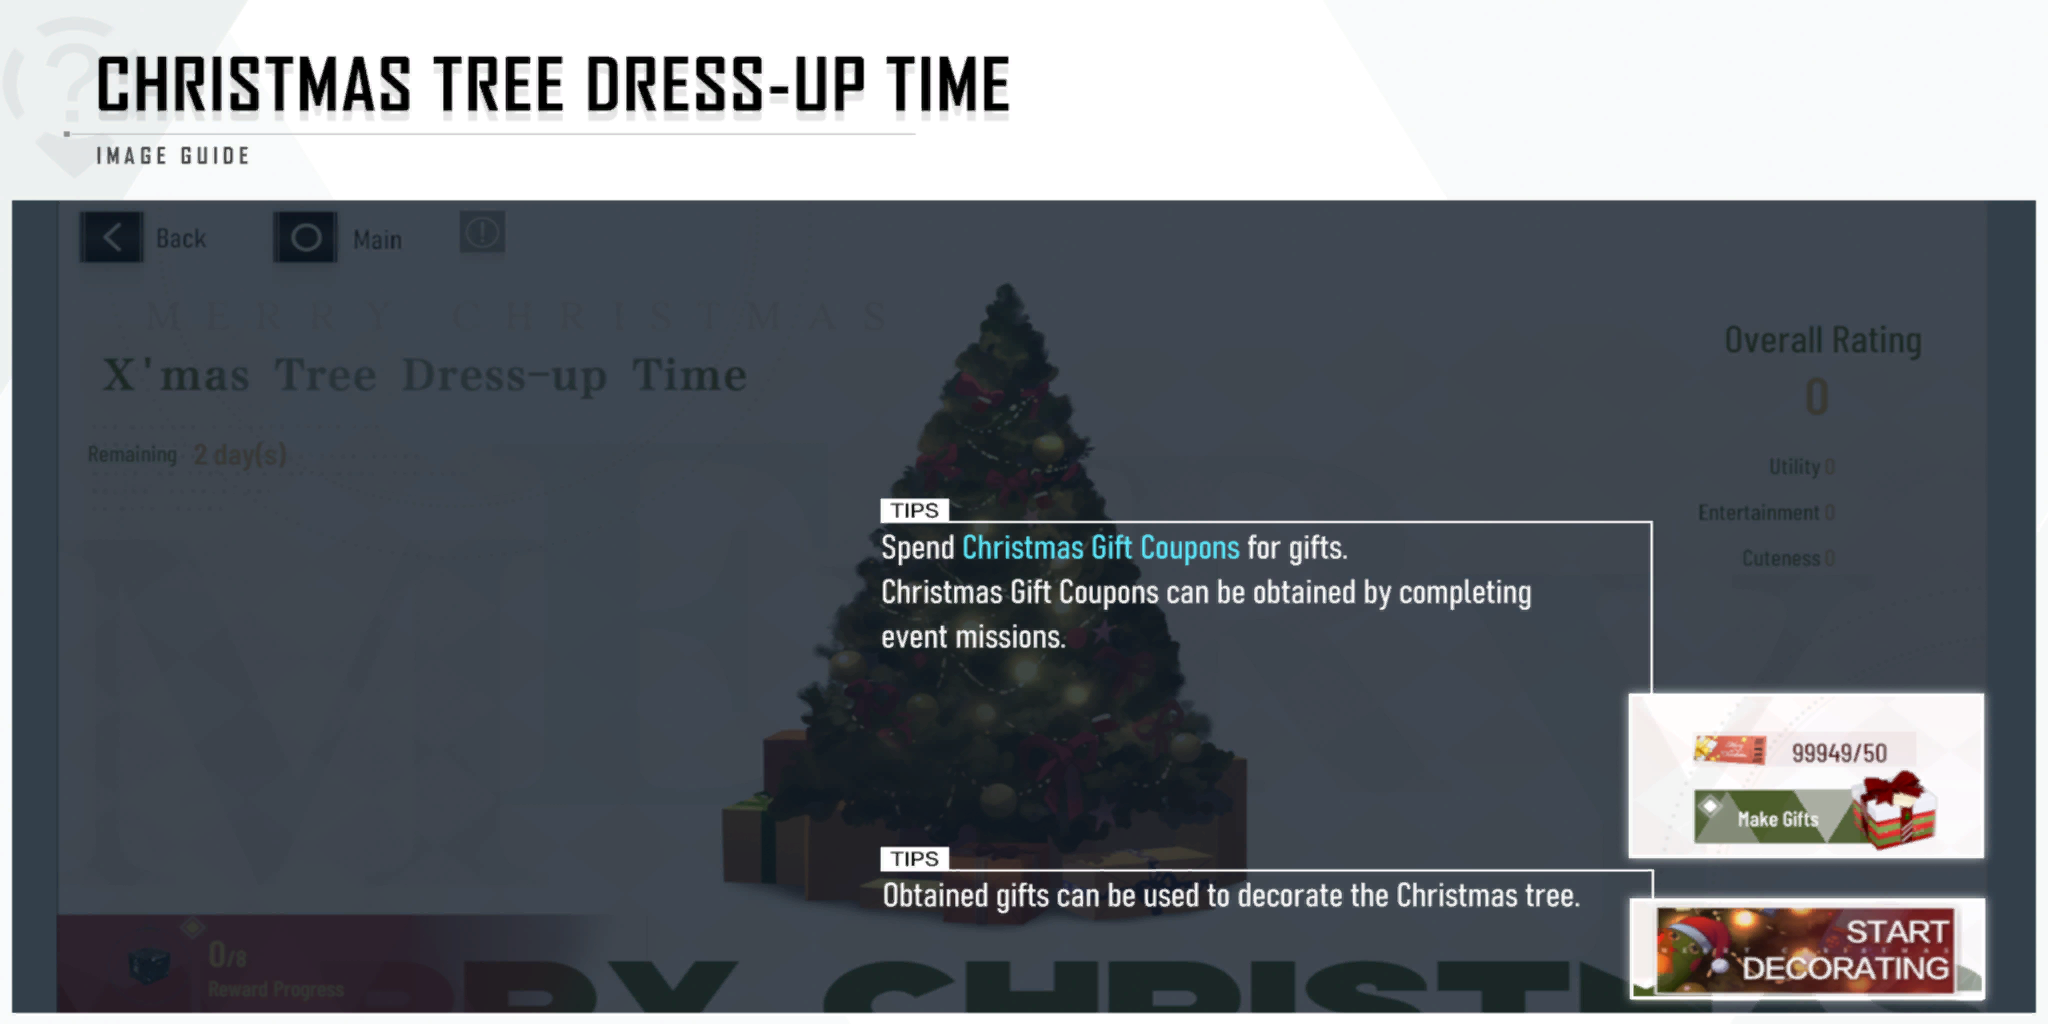 CHRISTMAS TREE DRESS-UP TIME
IMAGE GUIDE
Back
Main
MERRY CHRISTMAS
X'mas Tree Dress-up Time
Remaining 2 day(s)
Overall Rating
0
Utility 0
Entertainment 0
Cuteness 0
TIPS
Spend Christmas Gift Coupons for gifts.
Christmas Gift Coupons can be obtained by completing
event missions.
99949/50
Make Gifts
TIPS
Obtained gifts can be used to decorate the Christmas tree.
START
DECORATING
0/8
Reward Progress
MERRY CHRISTMAS